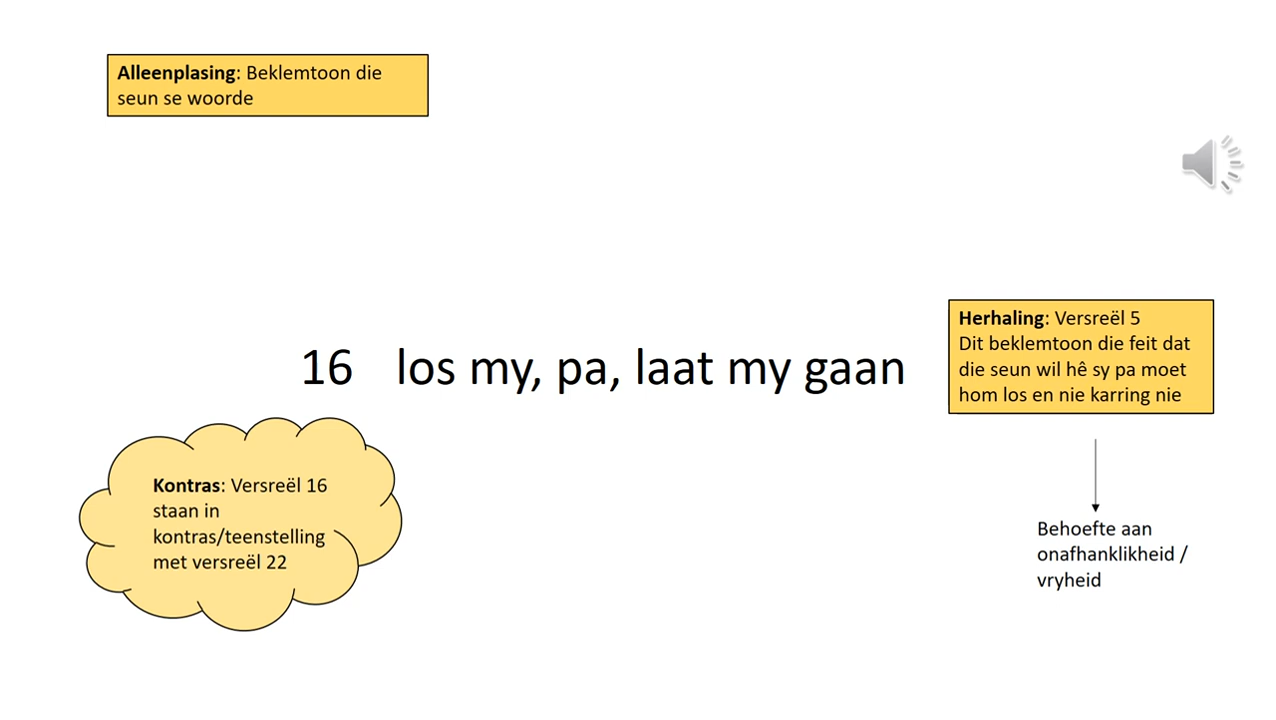 Alleenplasing: Beklemtoon die
seun se woorde
16 los my, pa, laat my gaan
Herhaling: Versreël 5
Dit beklemtoon die feit dat
die seun wil hê sy pa moet
hom los en nie karring nie
Kontras: Versreël 16
staan in
kontras/teenstelling
met versreël 22
Behoefte aan
onafhanklikheid /
vryheid